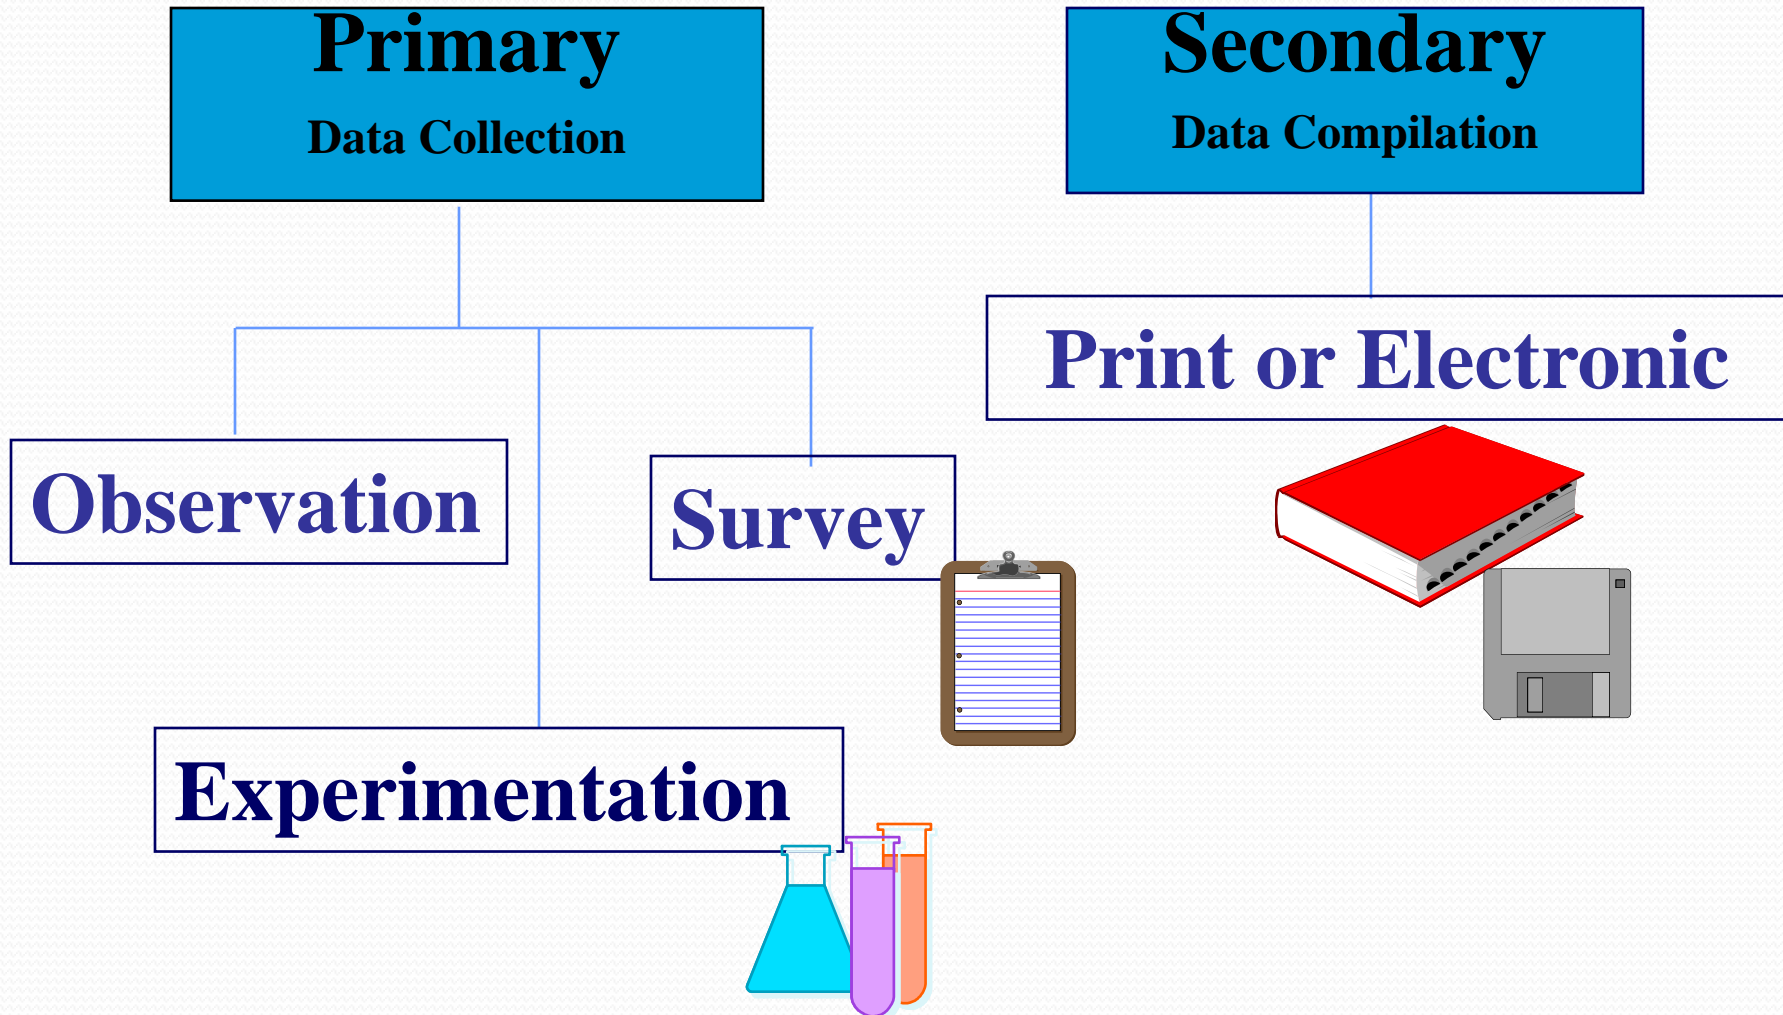 Primary
Data Collection
Secondary
Data Compilation
Print or Electronic
Observation
Survey
Experimentation